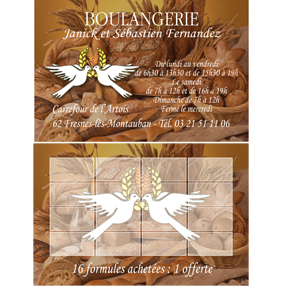 BOULANGERIE
Janick et Sébastien Fernandez
Du lundi au vendredi
de 6h30 à 13h30 et de 15h30 à 19h
Le samedi
de 7h à 12h et de 16h à 19h
Dimanche de 7h à 12h
Fermé le mercredi
Carrefour de l'Artois
62 Fresnes-lès-Montauban - Tél. 03 21 51 11 06
16 formules achetées : 1 offerte